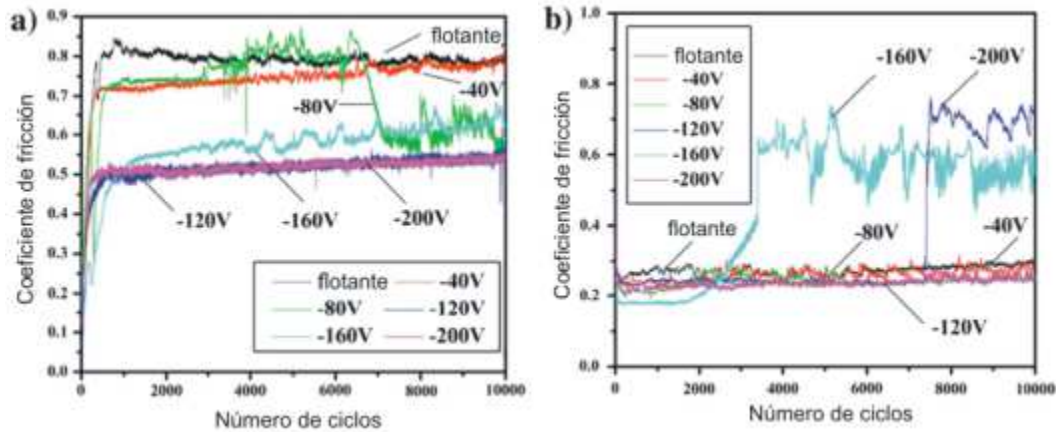 a)
Coeficiente de fricción
0.9
0.8
0.7
0.6
0.5
0.4
0.3
0.2
0.1
0.0
flotante
-40V
-80V
-120V
-160V
-200V
flotante -40V
-80V -120V
-160V -200V
0 2000 4000 6000 8000 10000
Número de ciclos
b)
Coeficiente de fricción
1.0
0.8
0.6
0.4
0.2
0.0
flotante
-40V
-80V
-120V
-160V
-200V
-160V
-200V
flotante
-80V
-40V
-120V
0 2000 4000 6000 8000 10000
Número de ciclos